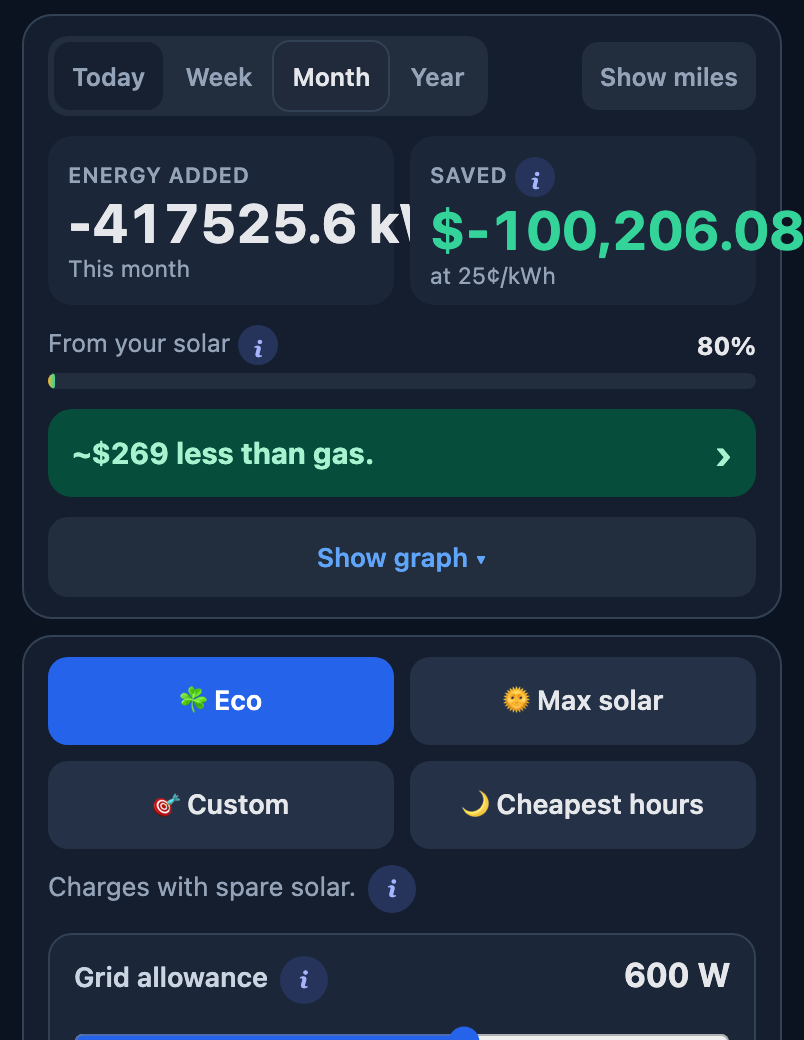 Today Week Month Year Show miles
ENERGY ADDED
-417525.6 k
This month
SAVED i
$-100,206.08
at 25¢/kWh
From your solar i 80%
~$269 less than gas. ›
Show graph ▾
☘️ Eco
🌞 Max solar
🎯 Custom
🌙 Cheapest hours
Charges with spare solar. i
Grid allowance i 600 W